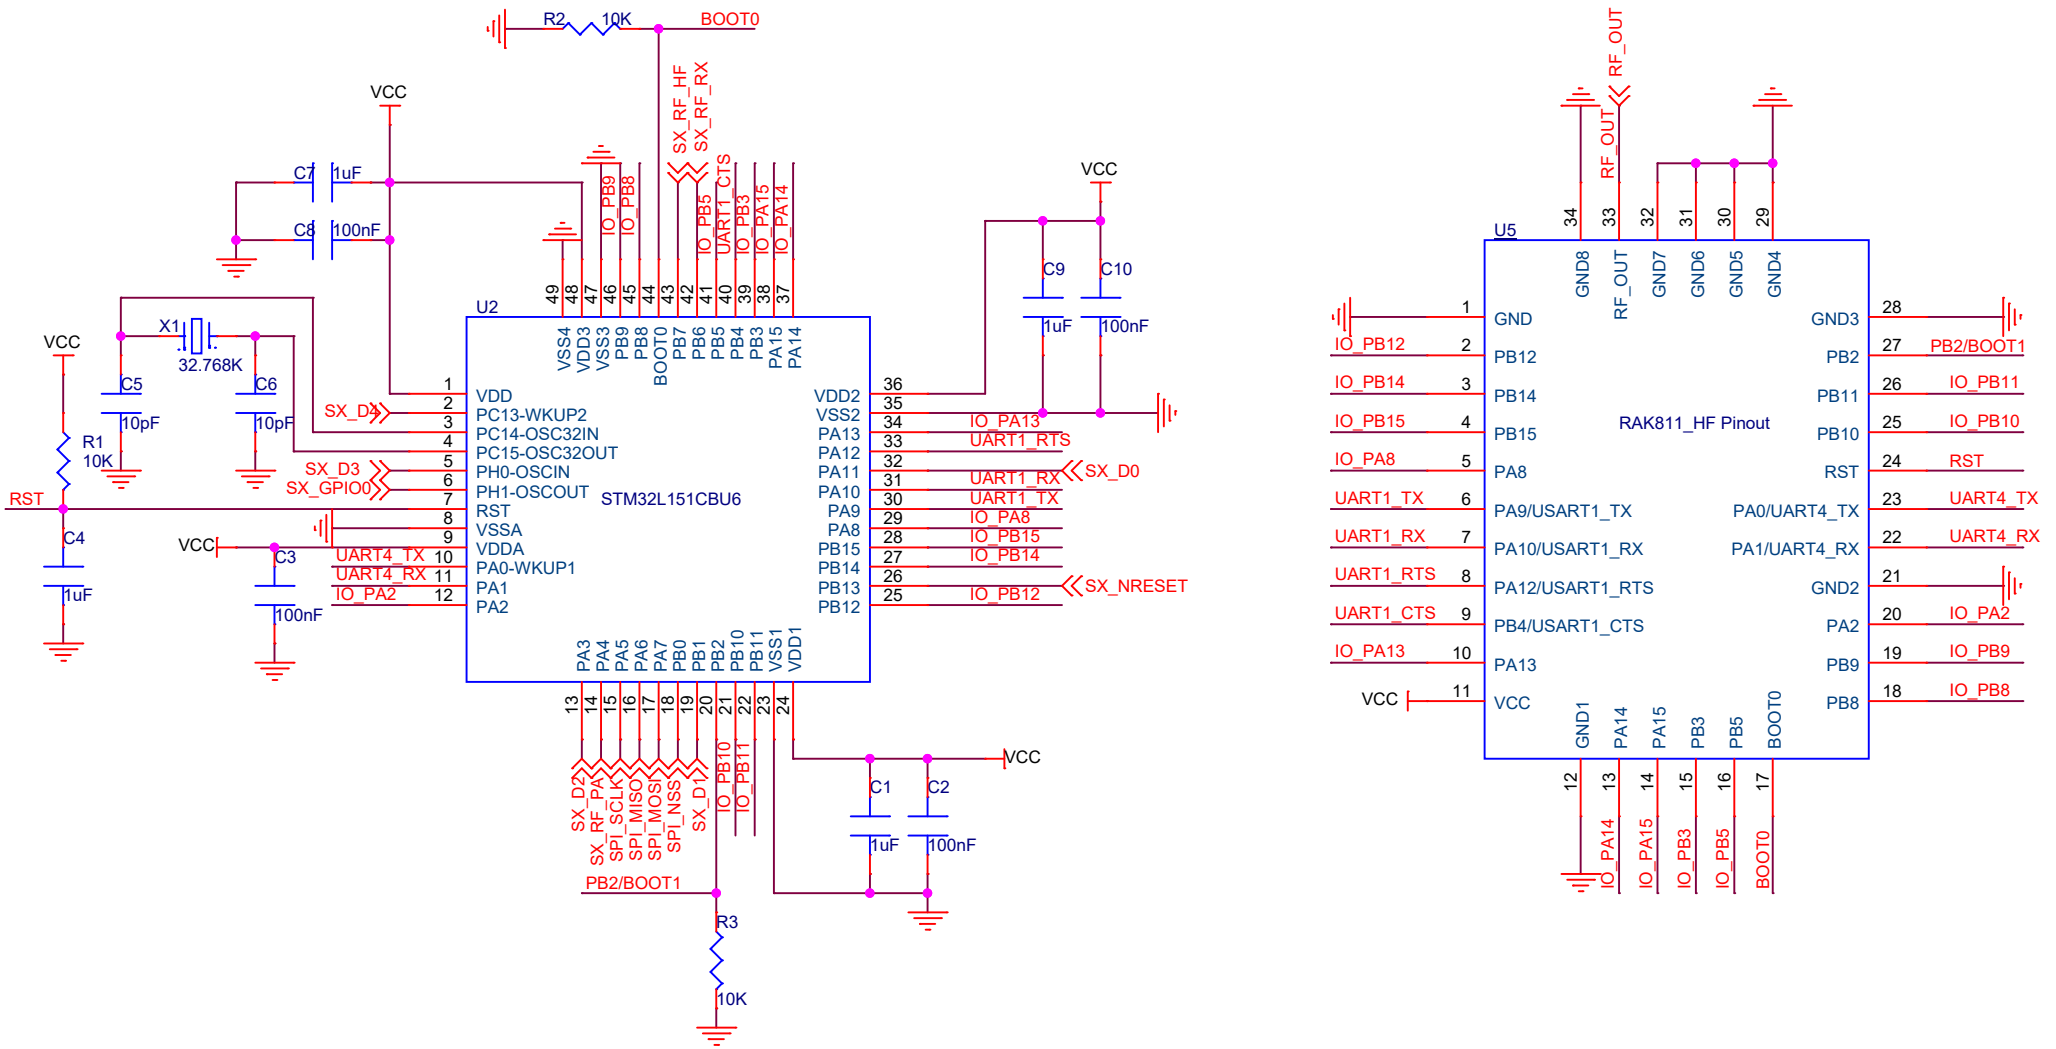 R2 10K BOOT0
VCC
C7 1uF
C8 100nF
SX_RF_HF
SX_RF_RX
IO_PB9
IO_PB8
IO_PB5
UART1_CTS
IO_PB3
IO_PA15
IO_PA14
49 48 47 46 45 44 43 42 41 40 39 38 37
U2
VSS4 VDD3 VSS3 PB9 PB8 BOOT0 PB7 PB6 PB5 PB4 PB3 PA15 PA14
X1
32.768K
C5
10pF
C6
10pF
VCC
R1
10K
RST
C4
1uF
VCC
C3
100nF
SX_D4
SX_D3
SX_GPIO0
UART4_TX
UART4_RX
IO_PA2
1 VDD
2 PC13-WKUP2
3 PC14-OSC32IN
4 PC15-OSC32OUT
5 PH0-OSCIN
6 PH1-OSCOUT
7 RST
8 VSSA
9 VDDA
10 PA0-WKUP1
11 PA1
12 PA2
STM32L151CBU6
VDD2 36
VSS2 35
PA13 34 IO_PA13
PA12 33 UART1_RTS
PA11 32 SX_D0
PA10 31 UART1_RX
PA9 30 UART1_TX
PA8 29 IO_PA8
PB15 28 IO_PB15
PB14 27 IO_PB14
PB13 26 SX_NRESET
PB12 25 IO_PB12
VCC
C9
1uF
C10
100nF
PA3 PA4 PA5 PA6 PA7 PB0 PB1 PB2 PB10 PB11 VSS1 VDD1
13 14 15 16 17 18 19 20 21 22 23 24
SX_D2
SX_RF_PA
SPI_SCLK
SPI_MISO
SPI_MOSI
SPI_NSS
SX_D1
IO_PB10
IO_PB11
VCC
C1
1uF
C2
100nF
PB2/BOOT1
R3
10K
RF_OUT
RF_OUT
34 33 32 31 30 29
U5
GND8 RF_OUT GND7 GND6 GND5 GND4
RAK811_HF Pinout
1 GND
IO_PB12 2 PB12
IO_PB14 3 PB14
IO_PB15 4 PB15
IO_PA8 5 PA8
UART1_TX 6 PA9/USART1_TX
UART1_RX 7 PA10/USART1_RX
UART1_RTS 8 PA12/USART1_RTS
UART1_CTS 9 PB4/USART1_CTS
IO_PA13 10 PA13
VCC 11 VCC
GND3 28
PB2 27 PB2/BOOT1
PB11 26 IO_PB11
PB10 25 IO_PB10
RST 24 RST
PA0/UART4_TX 23 UART4_TX
PA1/UART4_RX 22 UART4_RX
GND2 21
PA2 20 IO_PA2
PB9 19 IO_PB9
PB8 18 IO_PB8
GND1 PA14 PA15 PB3 PB5 BOOT0
12 13 14 15 16 17
IO_PA14
IO_PA15
IO_PB3
IO_PB5
BOOT0